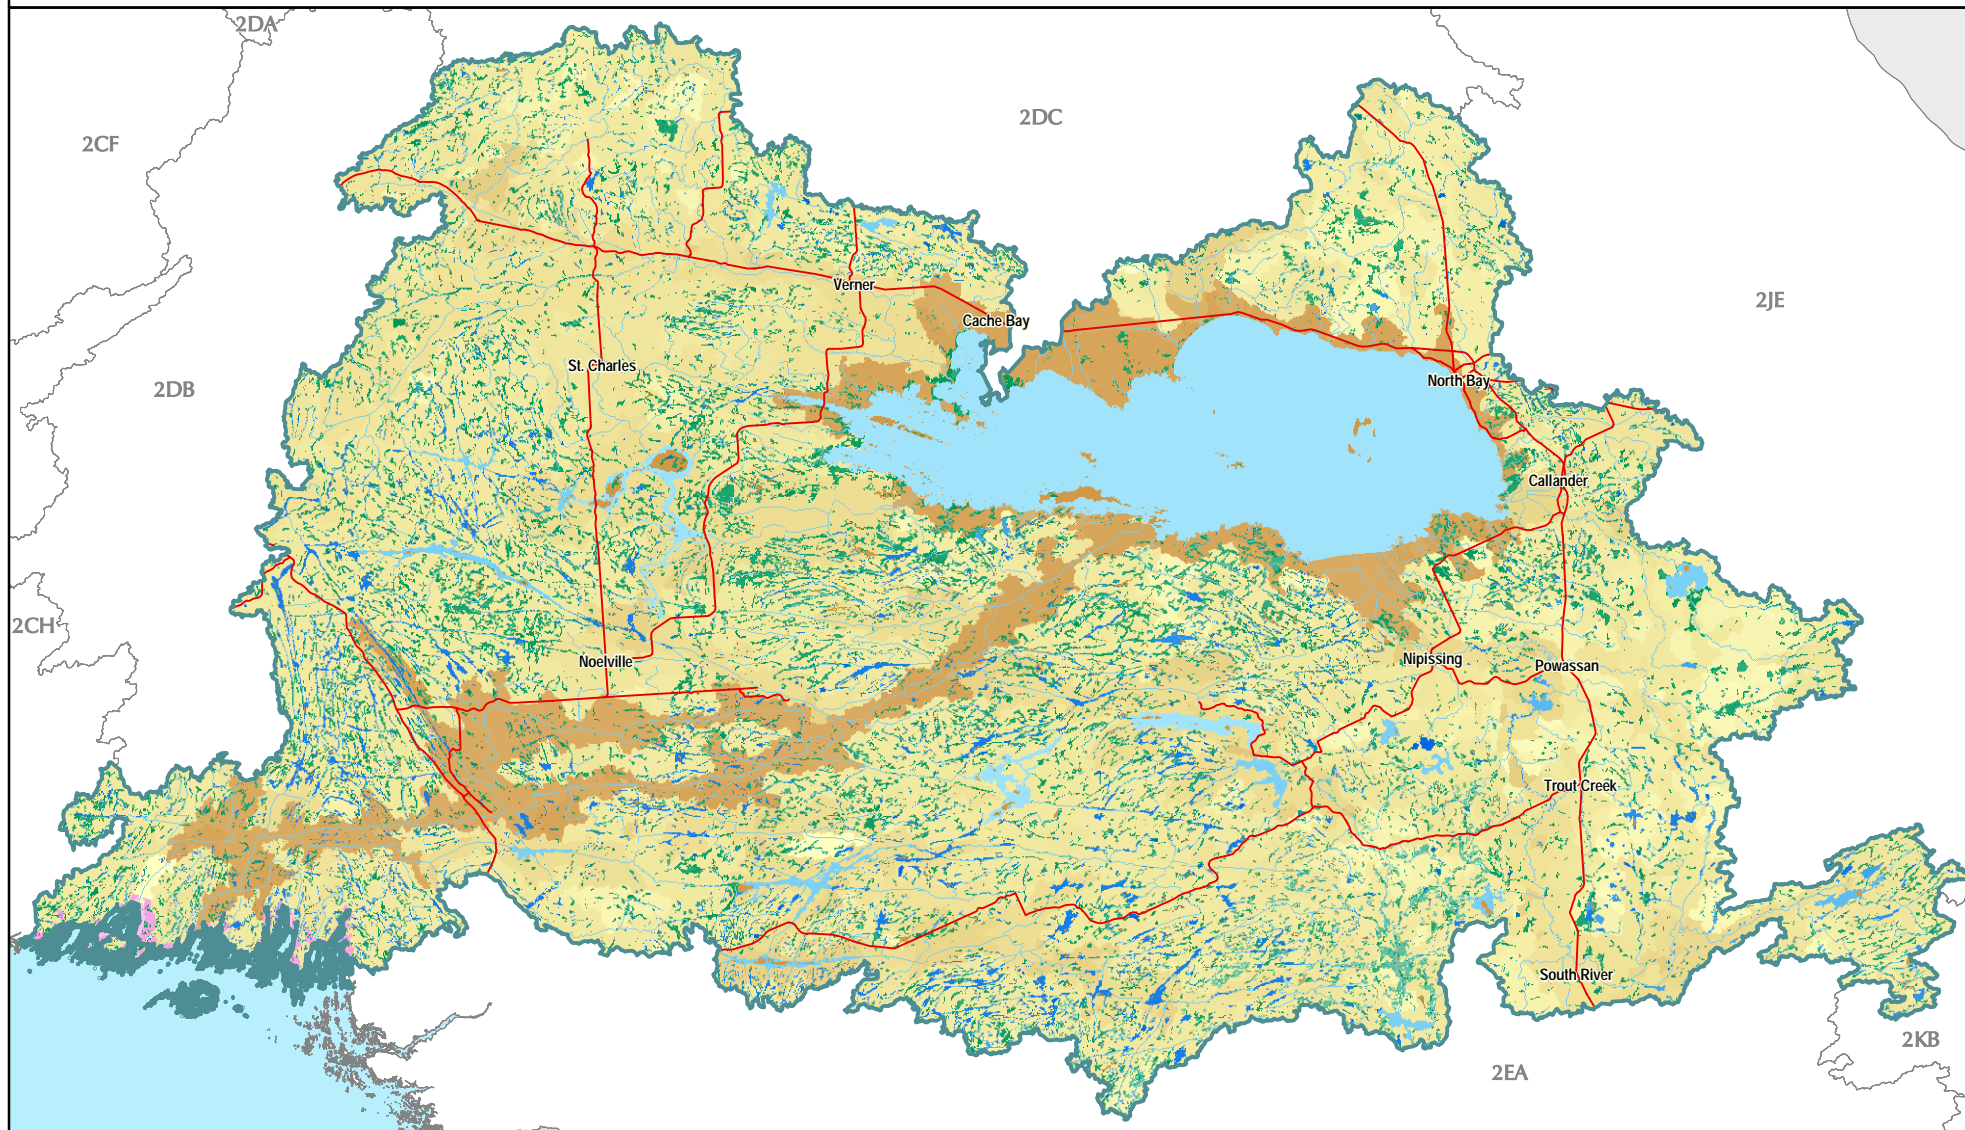 2DA
2DC
2CF
2JE
Verner
Cache Bay
St. Charles
North Bay
2DB
Callander
2CH
Noelville
Nipissing
Powassan
Trout Creek
South River
2KB
2EA